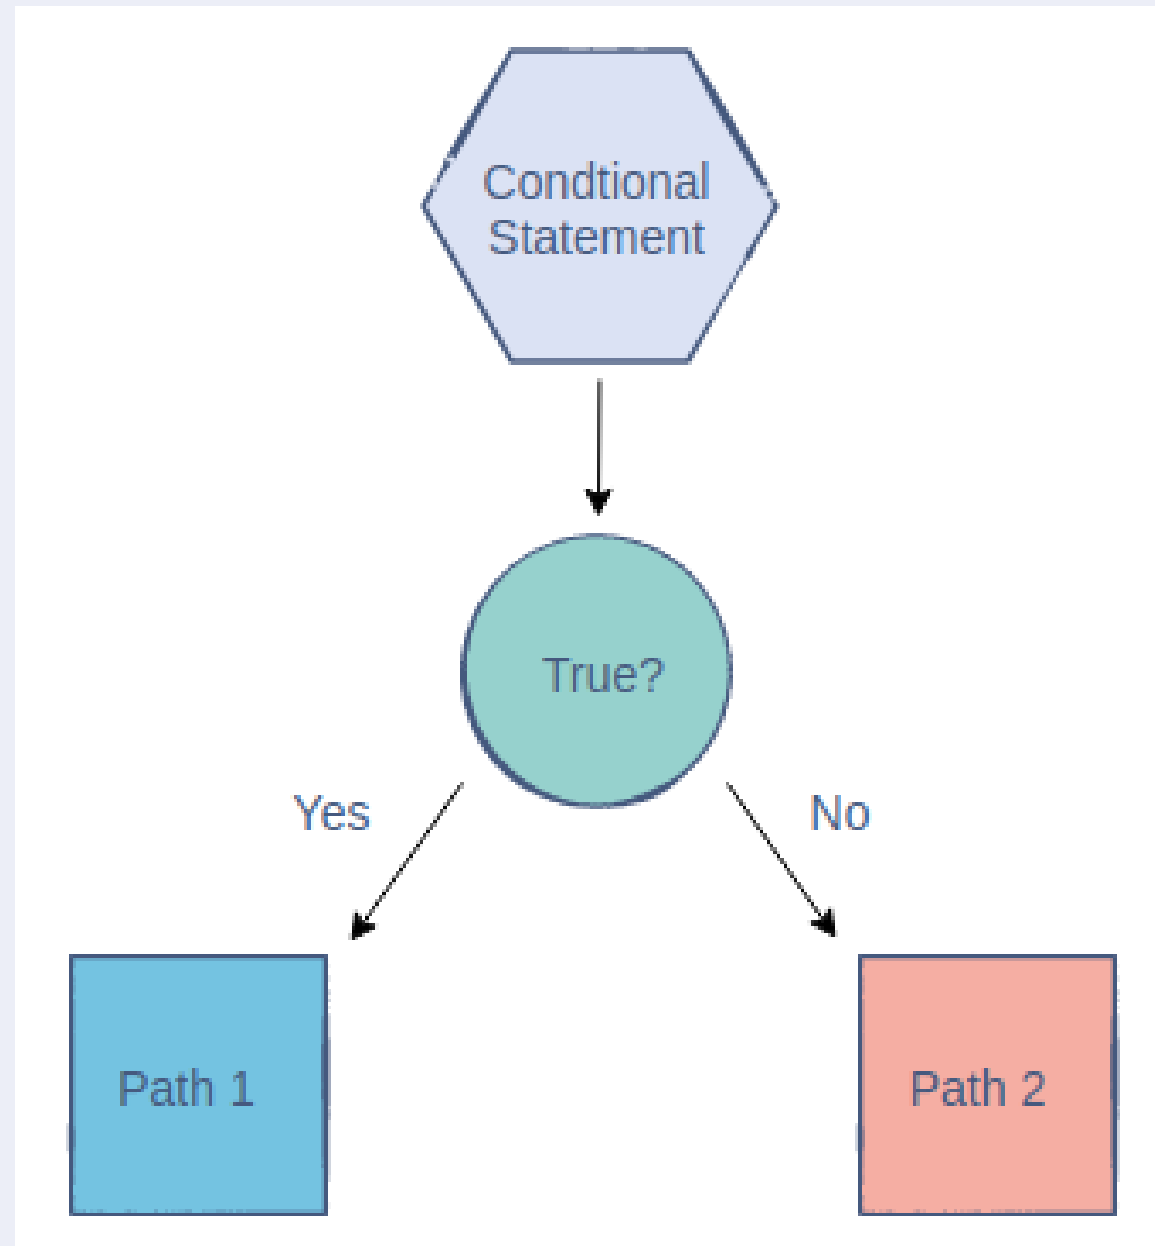 Condtional
Statement
True?
Yes
No
Path 1
Path 2